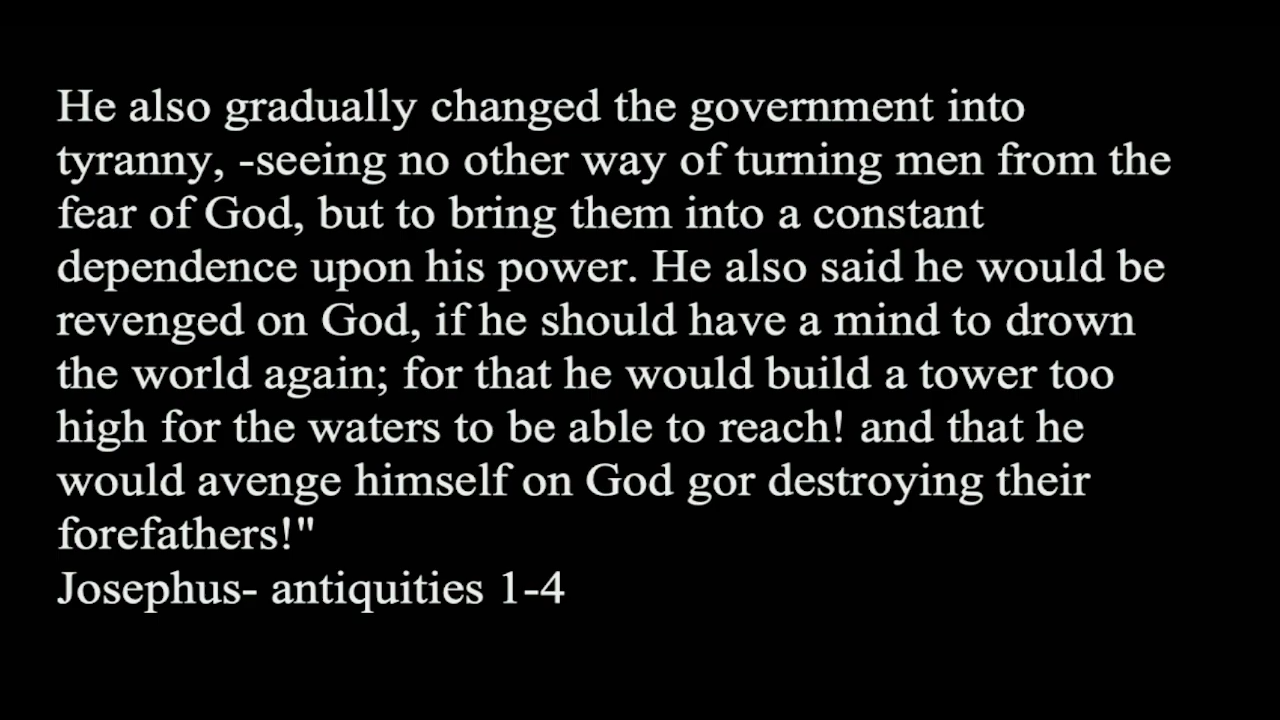 He also gradually changed the government into
tyranny, -seeing no other way of turning men from the
fear of God, but to bring them into a constant
dependence upon his power. He also said he would be
revenged on God, if he should have a mind to drown
the world again; for that he would build a tower too
high for the waters to be able to reach! and that he
would avenge himself on God gor destroying their
forefathers!"
Josephus- antiquities 1-4